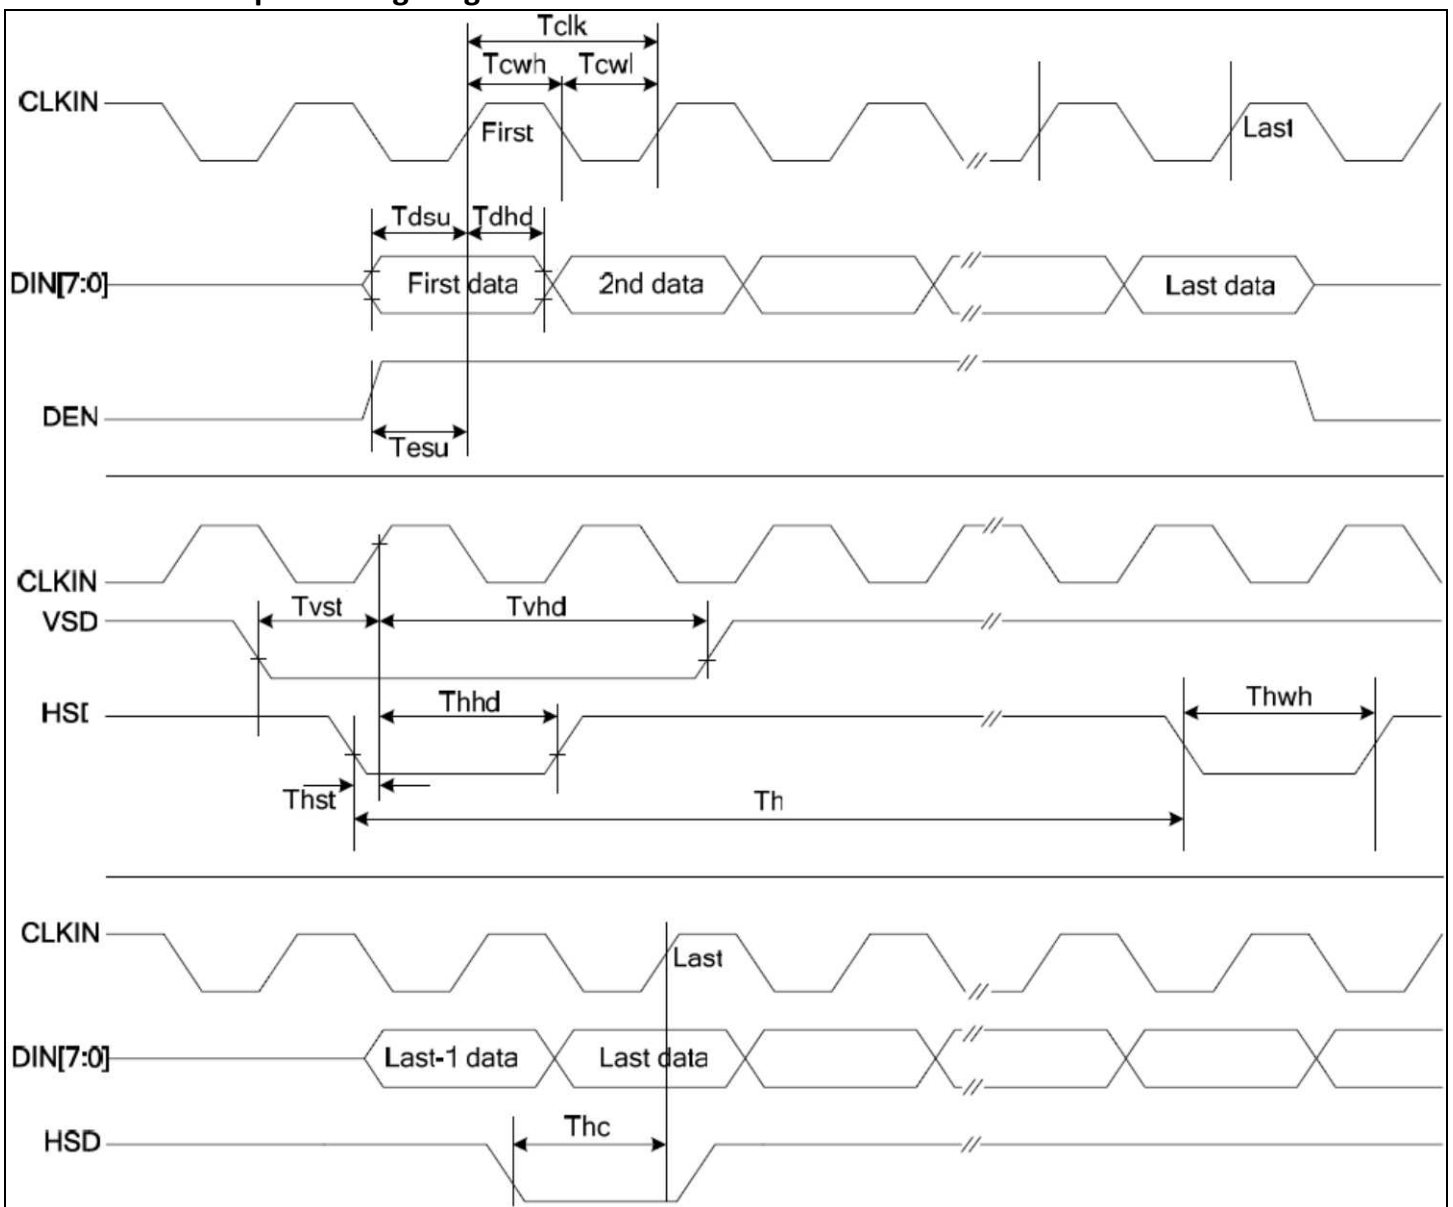 Tclk
Tcwh Tcwl
CLKIN
First
Last
Tdsu Tdhd
DIN[7:0]
First data
2nd data
Last data
DEN
Tesu
CLKIN
Tvst
Tvhd
VSD
Thhd
Thwh
HSI
Thst
Th
CLKIN
Last
DIN[7:0]
Last-1 data
Last data
Thc
HSD